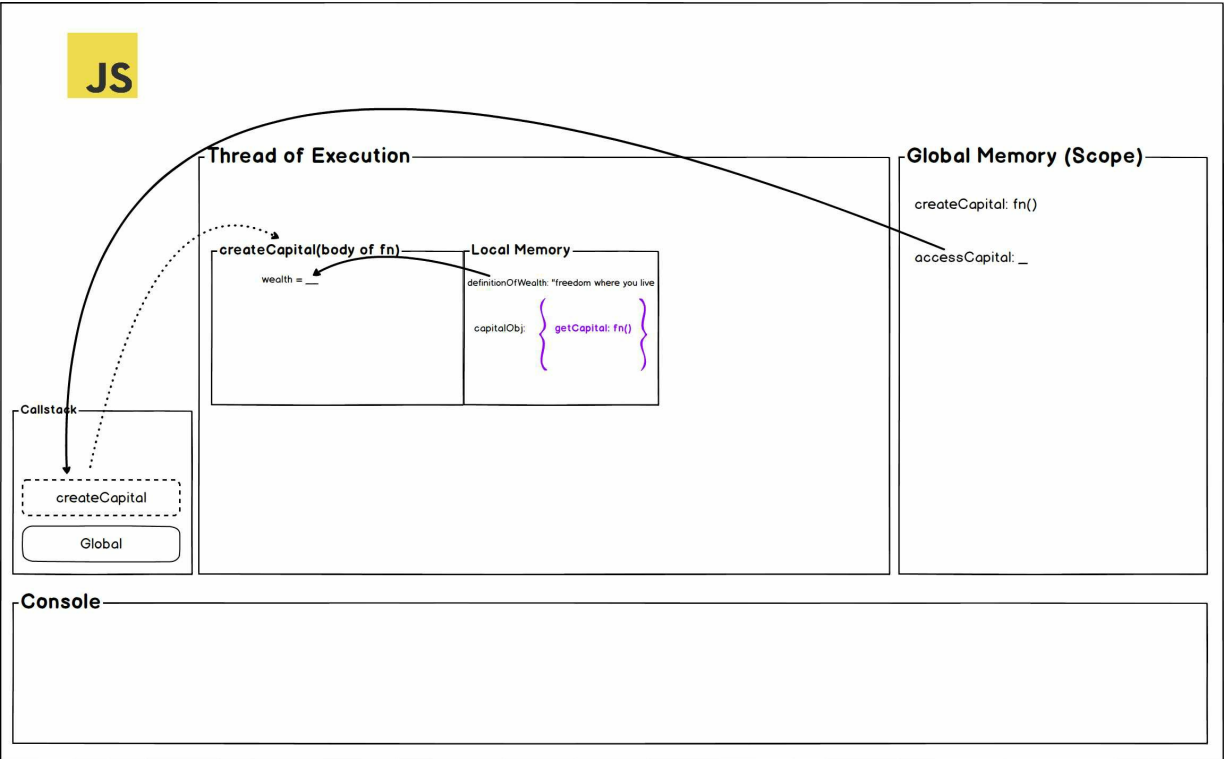 JS
Thread of Execution
Global Memory (Scope)
createCapital: fn()
createCapital(body of fn)
Local Memory
accessCapital: _
wealth = __
definitionOfWealth: "freedom where you live
capitalObj:
{ getCapital: fn() }
Callstack
createCapital
Global
Console